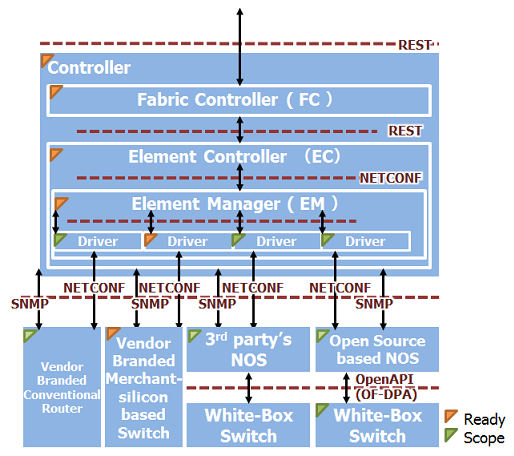 REST
Controller
Fabric Controller ( FC )
REST
Element Controller (EC)
NETCONF
Element Manager ( EM )
Driver Driver Driver Driver
NETCONF NETCONF NETCONF NETCONF
SNMP SNMP SNMP SNMP
Vendor
Branded
Conventional
Router
Vendor
Branded
Merchant-
silicon
based
Switch
3rd party's
NOS
Open Source
based NOS
OpenAPI
(OF-DPA)
White-Box
Switch
White-Box
Switch
Ready
Scope